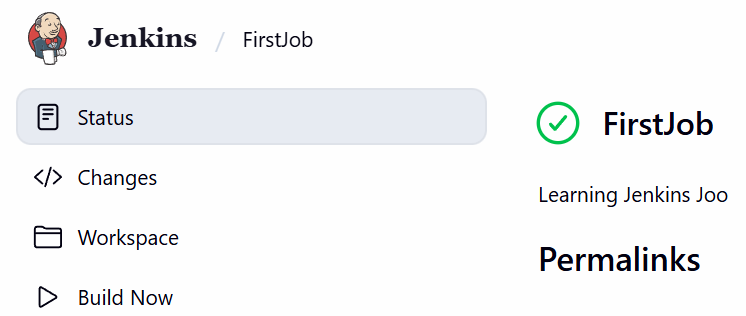 Jenkins / FirstJob
Status
Changes
Workspace
Build Now
FirstJob
Learning Jenkins Joo
Permalinks